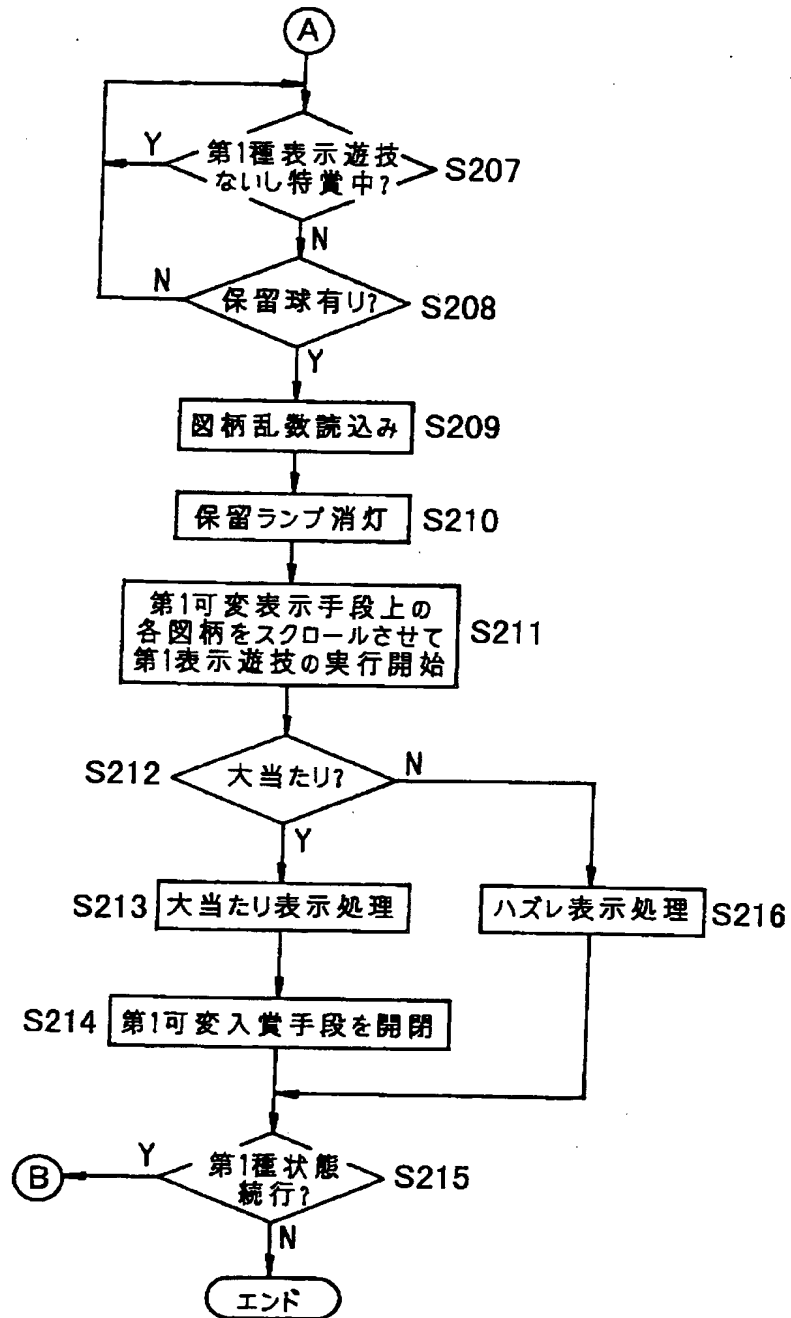 A
Y
第1種表示遊技
ないし特賞中?
S207
N
N
保留球有り?
S208
Y
図柄乱数読込み
S209
保留ランプ消灯
S210
第1可変表示手段上の
各図柄をスクロールさせて
第1表示遊技の実行開始
S211
S212
大当たり?
N
Y
S213
大当たり表示処理
ハズレ表示処理
S216
S214
第1可変入賞手段を開閉
Y
第1種状態
続行?
S215
B
N
エンド